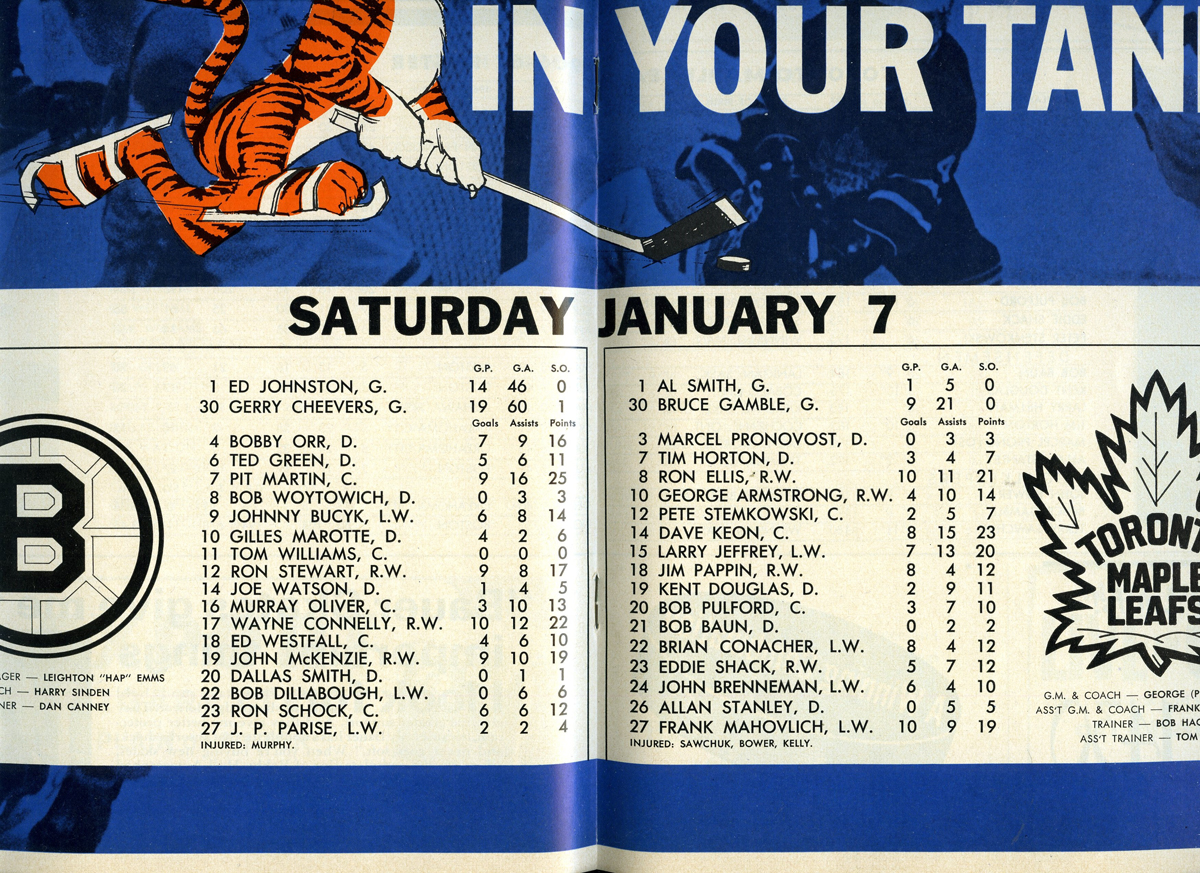 IN YOUR TAN
SATURDAY JANUARY 7
G.P. G.A. S.O.
1 ED JOHNSTON, G. 14 46 0
30 GERRY CHEEVERS, G. 19 60 1
Goals Assists Points
4 BOBBY ORR, D. 7 9 16
6 TED GREEN, D. 5 6 11
7 PIT MARTIN, C. 9 16 25
8 BOB WOYTOWICH, D. 0 3 3
9 JOHNNY BUCYK, L.W. 6 8 14
10 GILLES MAROTTE, D. 4 2 6
11 TOM WILLIAMS, C. 0 0 0
12 RON STEWART, R.W. 9 8 17
14 JOE WATSON, D. 1 4 5
16 MURRAY OLIVER, C. 3 10 13
17 WAYNE CONNELLY, R.W. 10 12 22
18 ED WESTFALL, C. 4 6 10
19 JOHN McKENZIE, R.W. 9 10 19
20 DALLAS SMITH, D. 0 1 1
22 BOB DILLABOUGH, L.W. 0 6 6
23 RON SCHOCK, C. 6 6 12
27 J. P. PARISE, L.W. 2 2 4
INJURED: MURPHY.
B
AGER — LEIGHTON "HAP" EMMS
CH — HARRY SINDEN
NER — DAN CANNEY
G.P. G.A. S.O.
1 AL SMITH, G. 1 5 0
30 BRUCE GAMBLE, G. 9 21 0
Goals Assists Points
3 MARCEL PRONOVOST, D. 0 3 3
7 TIM HORTON, D. 3 4 7
8 RON ELLIS, R.W. 10 11 21
10 GEORGE ARMSTRONG, R.W. 4 10 14
12 PETE STEMKOWSKI, C. 2 5 7
14 DAVE KEON, C. 8 15 23
15 LARRY JEFFREY, L.W. 7 13 20
18 JIM PAPPIN, R.W. 8 4 12
19 KENT DOUGLAS, D. 2 9 11
20 BOB PULFORD, C. 3 7 10
21 BOB BAUN, D. 0 2 2
22 BRIAN CONACHER, L.W. 8 4 12
23 EDDIE SHACK, R.W. 5 7 12
24 JOHN BRENNEMAN, L.W. 6 4 10
26 ALLAN STANLEY, D. 0 5 5
27 FRANK MAHOVLICH, L.W. 10 9 19
INJURED: SAWCHUK, BOWER, KELLY.
TORONT
MAPLE
LEAFS
G.M. & COACH — GEORGE (P
ASS'T G.M. & COACH — FRANK
TRAINER — BOB HAG
ASS'T TRAINER — TOM